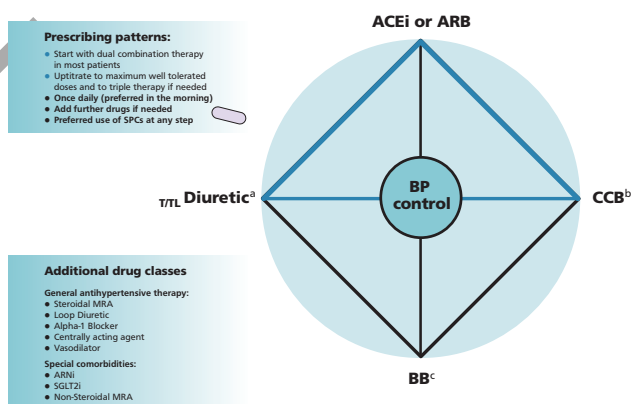 Prescribing patterns:
● Start with dual combination therapy
in most patients
● Uptitrate to maximum well tolerated
doses and to triple therapy if needed
● Once daily (preferred in the morning)
● Add further drugs if needed
● Preferred use of SPCs at any step
ACEi or ARB
T/TL Diuretica
BP
control
CCBb
BBc
Additional drug classes
General antihypertensive therapy:
● Steroidal MRA
● Loop Diuretic
● Alpha-1 Blocker
● Centrally acting agent
● Vasodilator
Special comorbidities:
● ARNi
● SGLT2i
● Non-Steroidal MRA